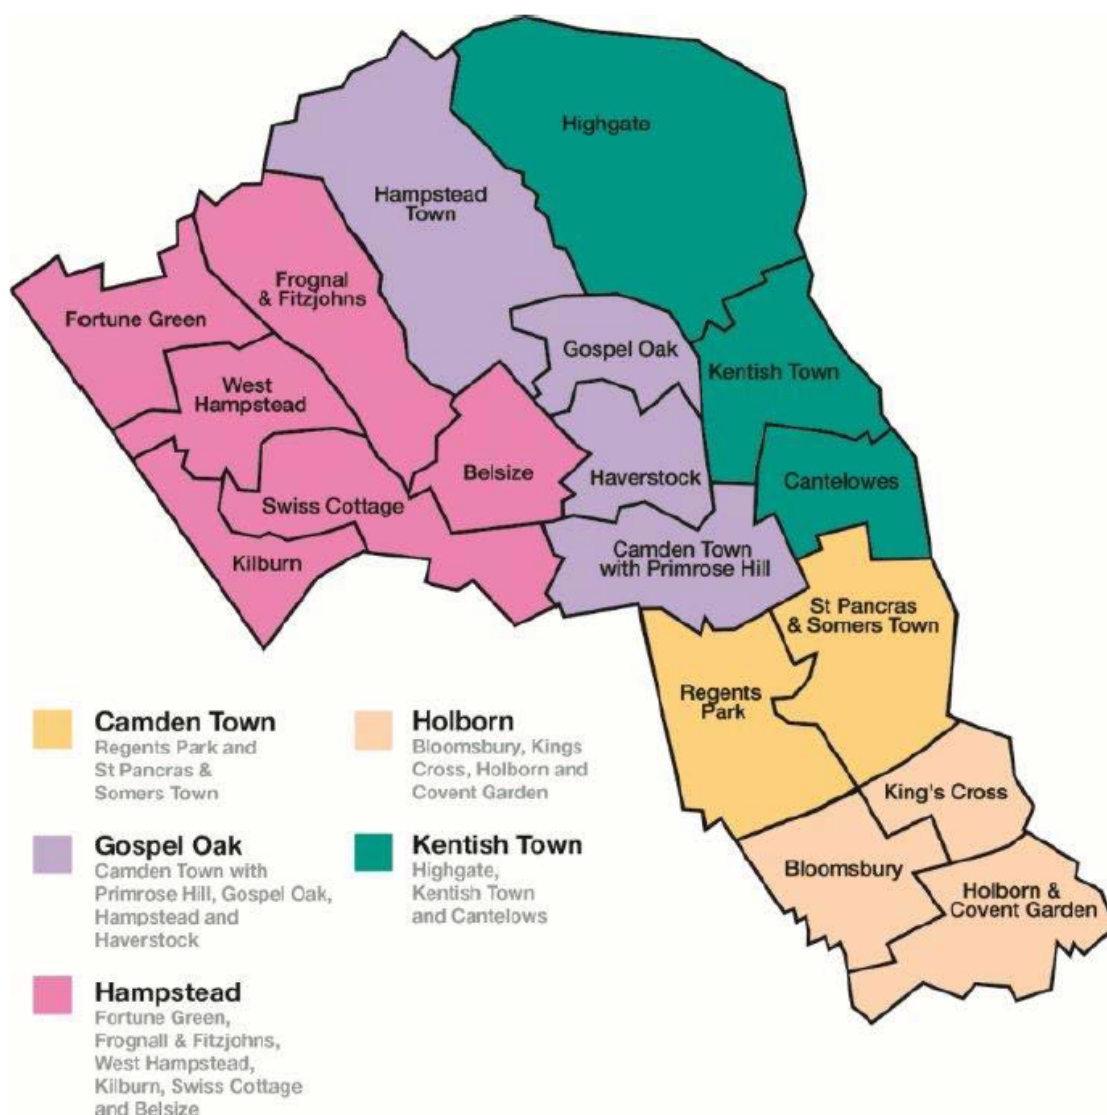 Highgate
Hampstead
Town
Frognal
& Fitzjohns
Fortune Green
Gospel Oak
Kentish Town
West
Hampstead
Belsize
Haverstock
Cantelowes
Swiss Cottage
Kilburn
Camden Town
with Primrose Hill
St Pancras
& Somers Town
Regents
Park
King's Cross
Bloomsbury
Holborn &
Covent Garden
Camden Town
Regents Park and
St Pancras &
Somers Town
Holborn
Bloomsbury, Kings
Cross, Holborn and
Covent Garden
Gospel Oak
Camden Town with
Primrose Hill, Gospel Oak,
Hampstead and
Haverstock
Kentish Town
Highgate,
Kentish Town
and Cantelows
Hampstead
Fortune Green,
Frognall & Fitzjohns,
West Hampstead,
Kilburn, Swiss Cottage
and Belsize